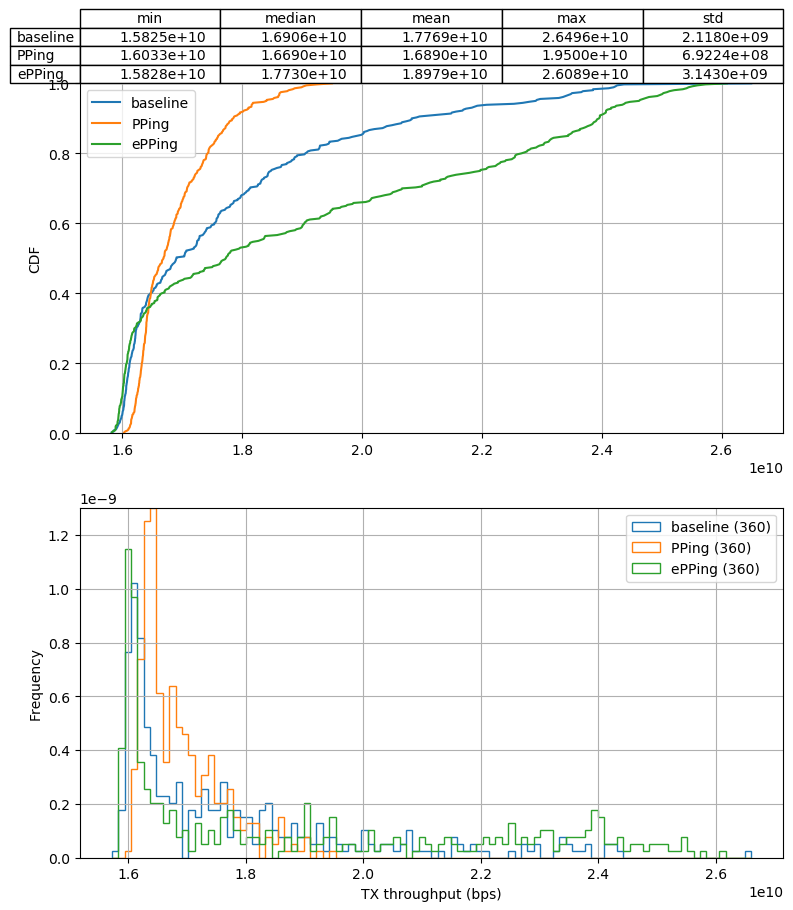 min median mean max std
baseline 1.5825e+10 1.6906e+10 1.7769e+10 2.6496e+10 2.1180e+09
PPing 1.6033e+10 1.6690e+10 1.6890e+10 1.9500e+10 6.9224e+08
ePPing 1.5828e+10 1.7730e+10 1.8979e+10 2.6089e+10 3.1430e+09
1.0
0.8
0.6
0.4
0.2
0.0
CDF
baseline
PPing
ePPing
1.6 1.8 2.0 2.2 2.4 2.6
1e10
1e−9
1.2
1.0
0.8
0.6
0.4
0.2
0.0
Frequency
baseline (360)
PPing (360)
ePPing (360)
1.6 1.8 2.0 2.2 2.4 2.6
1e10
TX throughput (bps)